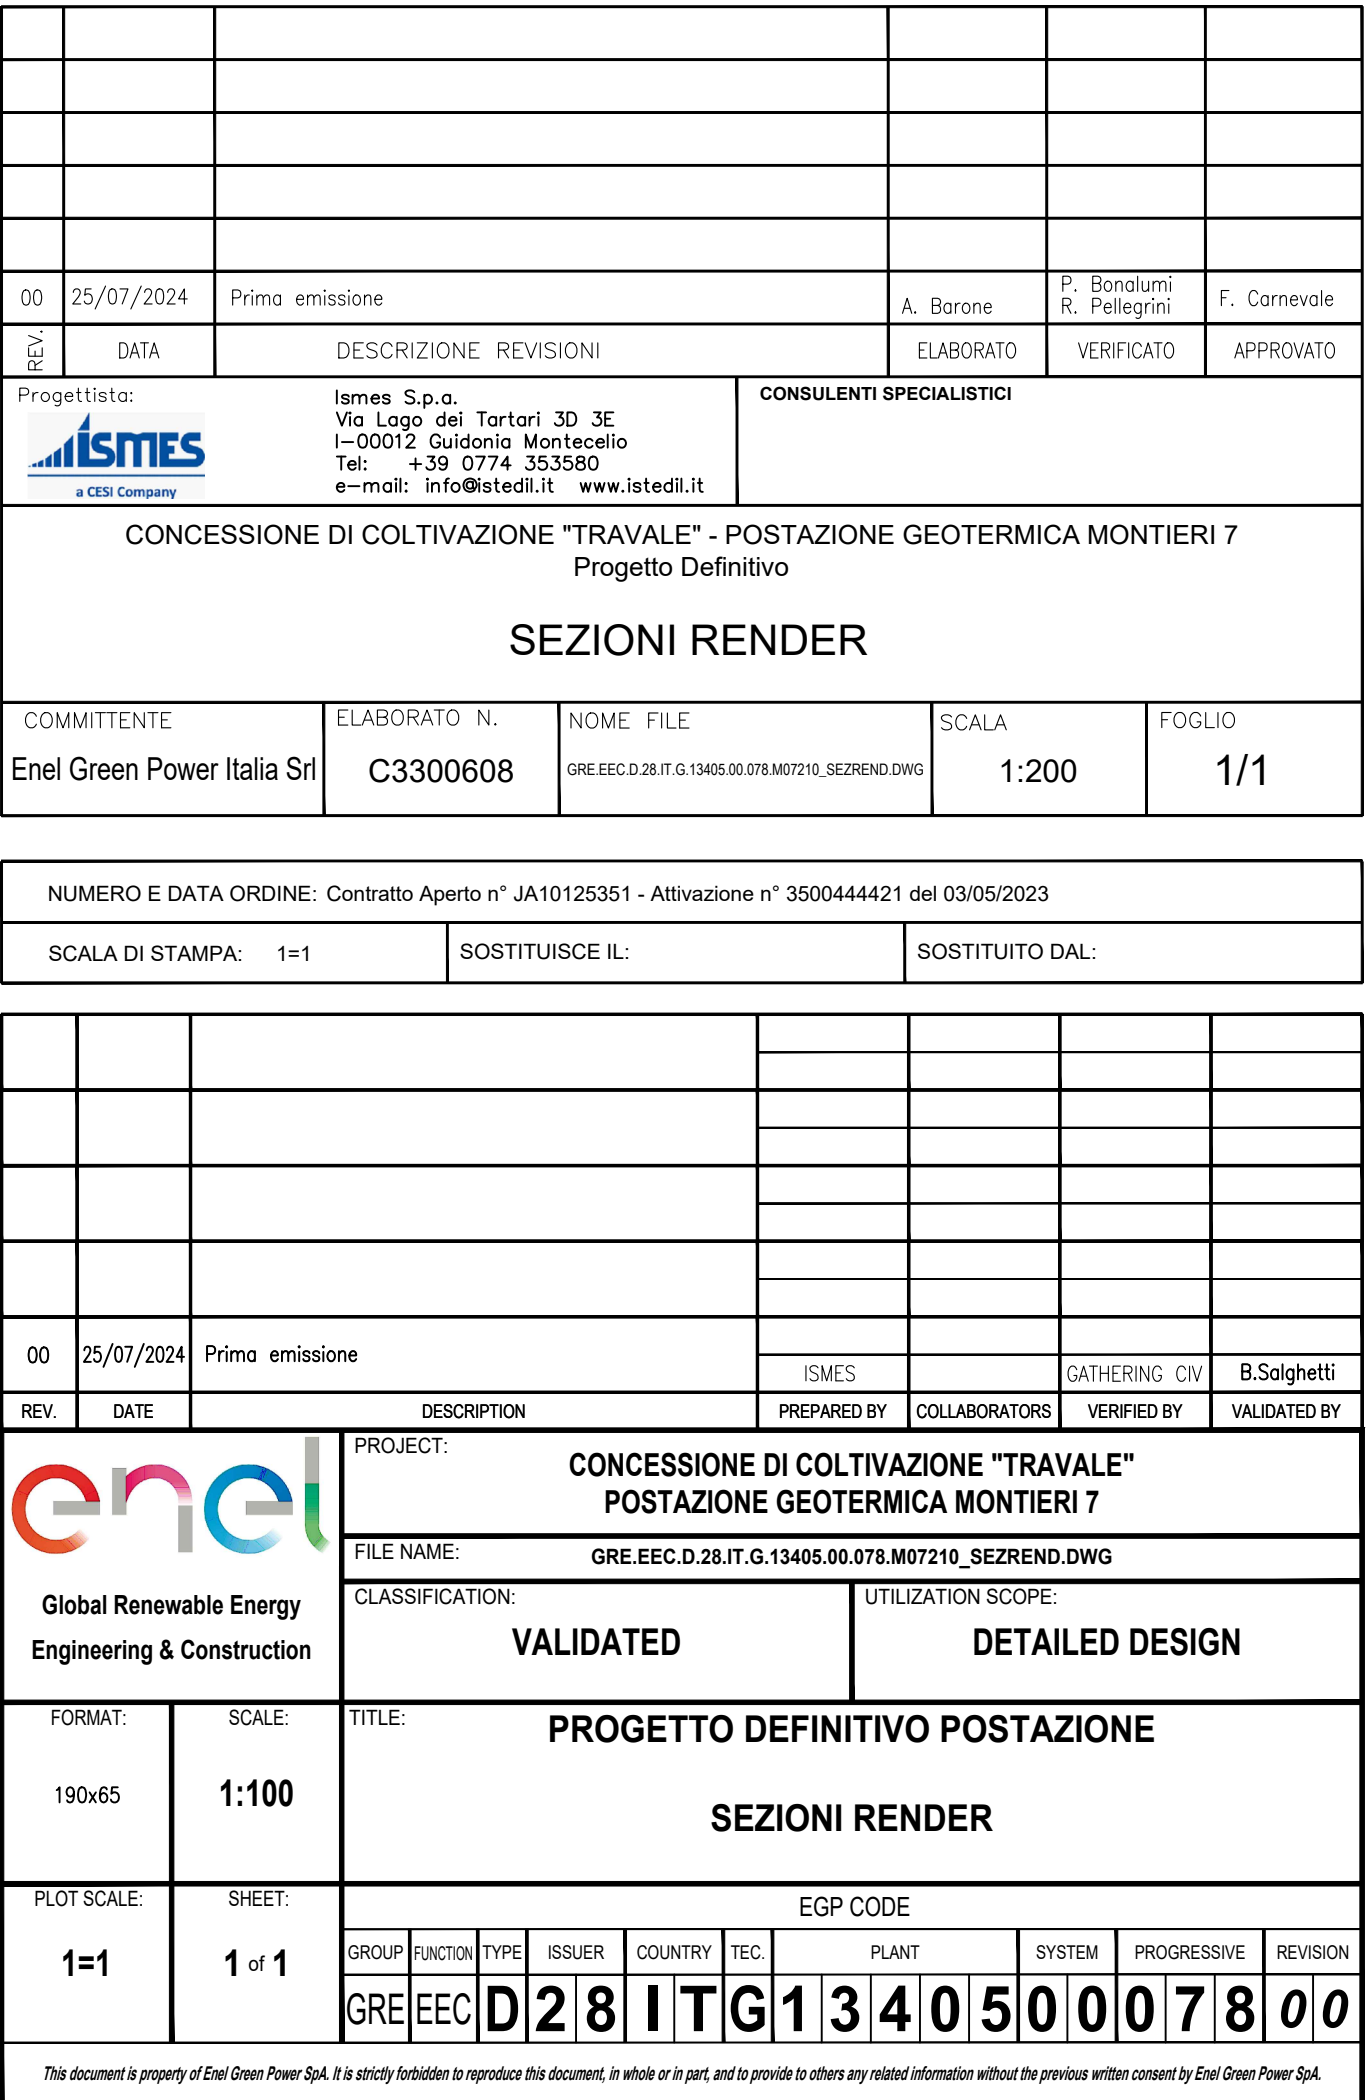 00 25/07/2024 Prima emissione A. Barone P. Bonalumi R. Pellegrini F. Carnevale
REV. DATA DESCRIZIONE REVISIONI ELABORATO VERIFICATO APPROVATO
Progettista:
ISMES
a CESI Company
Ismes S.p.a.
Via Lago dei Tartari 3D 3E
I-00012 Guidonia Montecelio
Tel: +39 0774 353580
e-mail: info@istedil.it www.istedil.it
CONSULENTI SPECIALISTICI
CONCESSIONE DI COLTIVAZIONE "TRAVALE" - POSTAZIONE GEOTERMICA MONTIERI 7
Progetto Definitivo
SEZIONI RENDER
COMMITTENTE ELABORATO N. NOME FILE SCALA FOGLIO
Enel Green Power Italia Srl C3300608 GRE.EEC.D.28.IT.G.13405.00.078.M07210_SEZREND.DWG 1:200 1/1
NUMERO E DATA ORDINE: Contratto Aperto n° JA10125351 - Attivazione n° 3500444421 del 03/05/2023
SCALA DI STAMPA: 1=1 SOSTITUISCE IL: SOSTITUITO DAL:
00 25/07/2024 Prima emissione
ISMES GATHERING CIV B.Salghetti
REV. DATE DESCRIPTION PREPARED BY COLLABORATORS VERIFIED BY VALIDATED BY
enel
Global Renewable Energy
Engineering & Construction
PROJECT:
CONCESSIONE DI COLTIVAZIONE "TRAVALE"
POSTAZIONE GEOTERMICA MONTIERI 7
FILE NAME: GRE.EEC.D.28.IT.G.13405.00.078.M07210_SEZREND.DWG
CLASSIFICATION: UTILIZATION SCOPE:
VALIDATED DETAILED DESIGN
FORMAT: SCALE: TITLE:
PROGETTO DEFINITIVO POSTAZIONE
190x65 1:100
SEZIONI RENDER
PLOT SCALE: SHEET:
1=1 1 of 1
EGP CODE
GROUP FUNCTION TYPE ISSUER COUNTRY TEC. PLANT SYSTEM PROGRESSIVE REVISION
GRE EEC D 2 8 I T G 1 3 4 0 5 0 0 0 7 8 0 0
This document is property of Enel Green Power SpA. It is strictly forbidden to reproduce this document, in whole or in part, and to provide to others any related information without the previous written consent by Enel Green Power SpA.